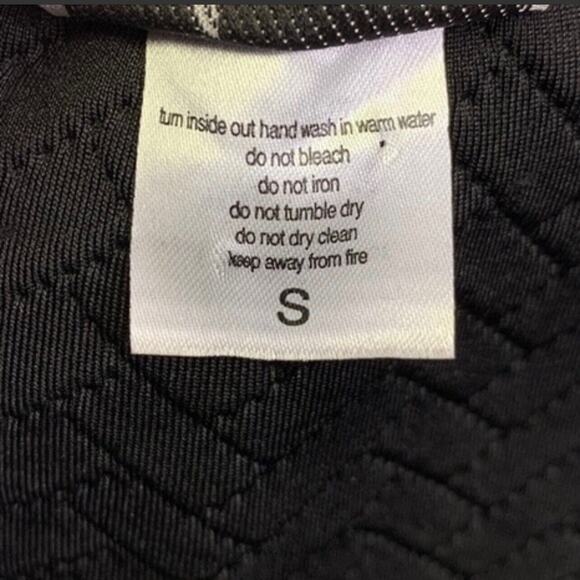 turn inside out hand wash in warm water
do not bleach
do not iron
do not tumble dry
do not dry clean
keep away from fire
S